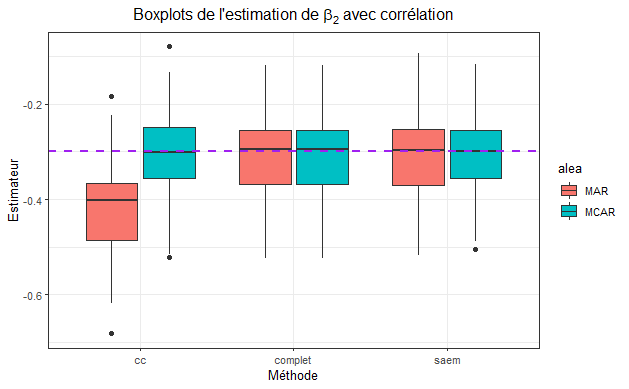 Boxplots de l'estimation de β₂ avec corrélation
Estimateur
-0.2
-0.4
-0.6
cc
complet
saem
Méthode
alea
MAR
MCAR